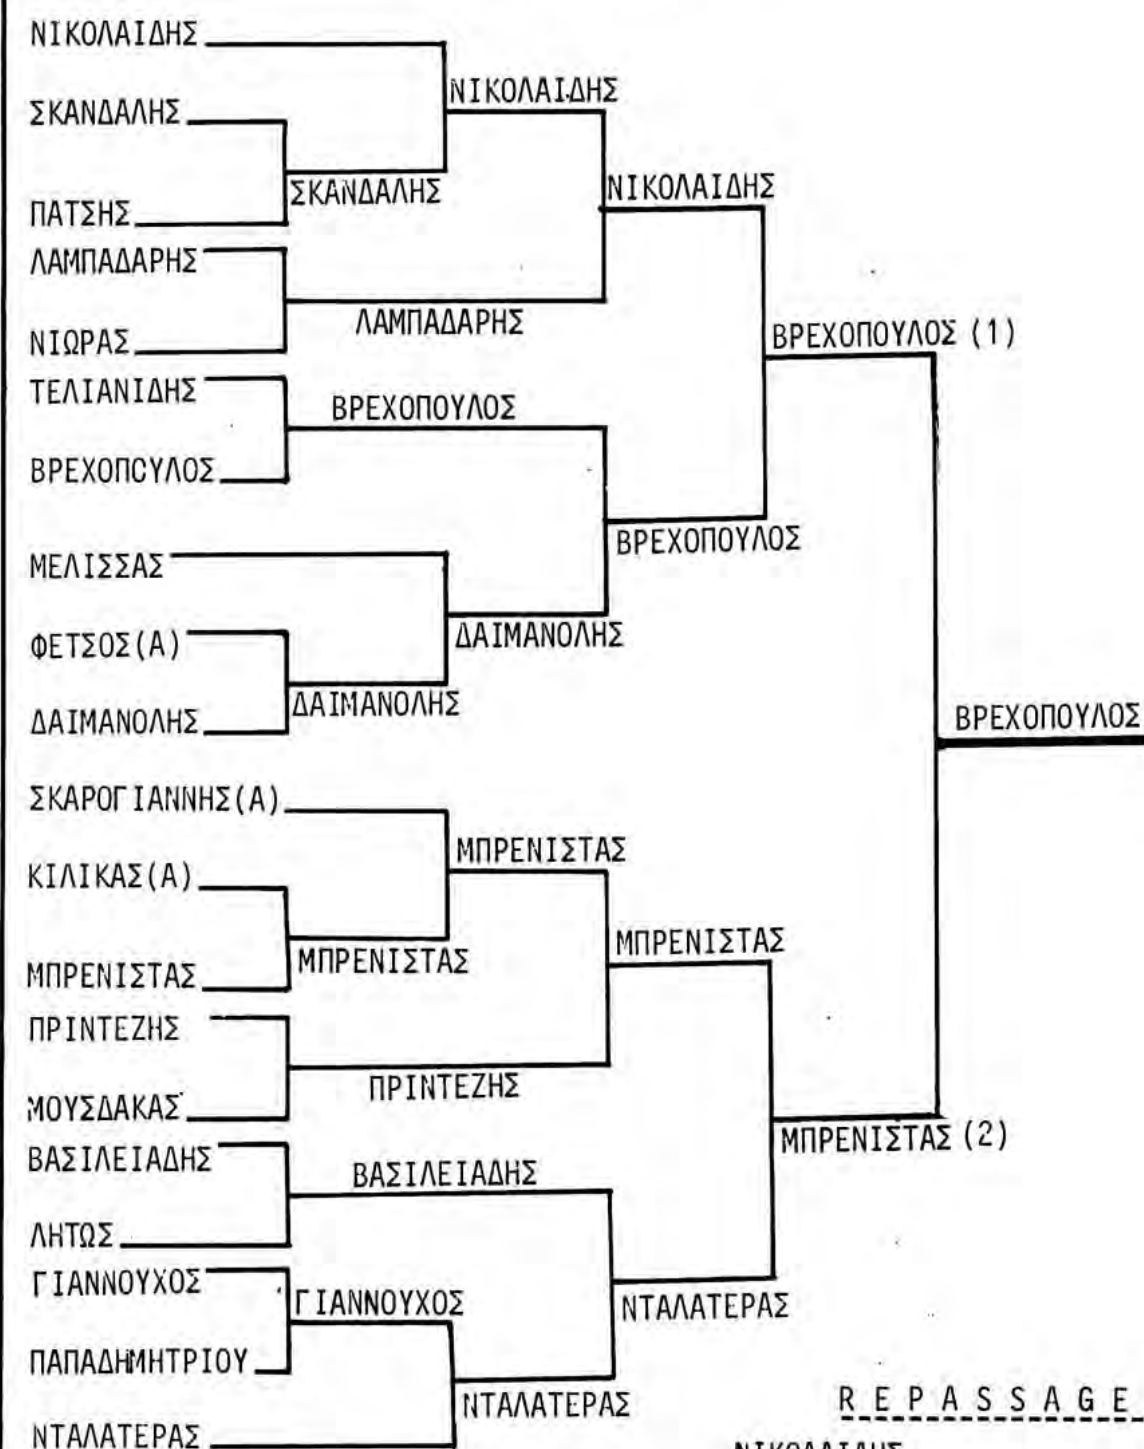 ΝΙΚΟΛΑΙΔΗΣ
ΣΚΑΝΔΑΛΗΣ
ΠΑΤΣΗΣ
ΛΑΜΠΑΔΑΡΗΣ
ΝΙΩΡΑΣ
ΤΕΛΙΑΝΙΔΗΣ
ΒΡΕΧΟΠΟΥΛΟΣ
ΜΕΛΙΣΣΑΣ
ΦΕΤΣΟΣ(Α)
ΔΑΙΜΑΝΟΛΗΣ
ΣΚΑΡΟΓΙΑΝΝΗΣ(Α)
ΚΙΛΙΚΑΣ(Α)
ΜΠΡΕΝΙΣΤΑΣ
ΠΡΙΝΤΕΖΗΣ
ΜΟΥΣΔΑΚΑΣ
ΒΑΣΙΛΕΙΑΔΗΣ
ΛΗΤΩΣ
ΓΙΑΝΝΟΥΧΟΣ
ΠΑΠΑΔΗΜΗΤΡΙΟΥ
ΝΤΑΛΑΤΕΡΑΣ
ΣΚΑΝΔΑΛΗΣ
ΛΑΜΠΑΔΑΡΗΣ
ΒΡΕΧΟΠΟΥΛΟΣ
ΔΑΙΜΑΝΟΛΗΣ
ΜΠΡΕΝΙΣΤΑΣ
ΠΡΙΝΤΕΖΗΣ
ΒΑΣΙΛΕΙΑΔΗΣ
ΓΙΑΝΝΟΥΧΟΣ
ΝΙΚΟΛΑΙΔΗΣ
ΔΑΙΜΑΝΟΛΗΣ
ΜΠΡΕΝΙΣΤΑΣ
ΝΤΑΛΑΤΕΡΑΣ
ΝΙΚΟΛΑΙΔΗΣ
ΒΡΕΧΟΠΟΥΛΟΣ
ΜΠΡΕΝΙΣΤΑΣ
ΝΤΑΛΑΤΕΡΑΣ
ΒΡΕΧΟΠΟΥΛΟΣ (1)
ΜΠΡΕΝΙΣΤΑΣ (2)
ΒΡΕΧΟΠΟΥΛΟΣ
REPASSAGE
ΝΙΚΟΛΑΙΔΗΣ